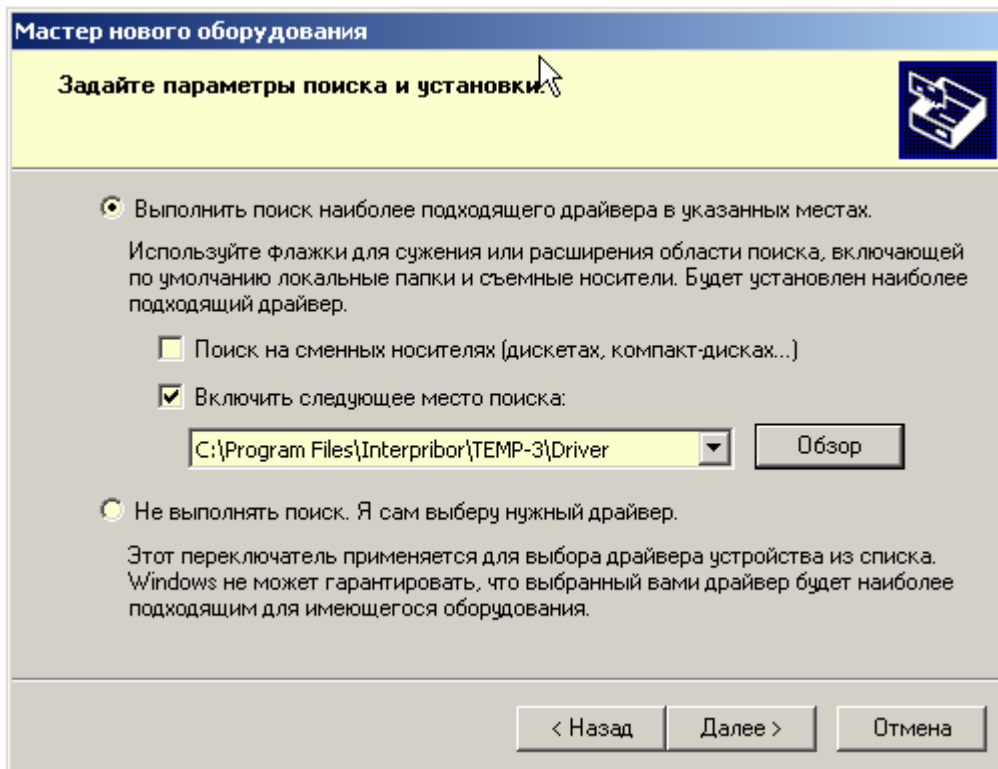 Мастер нового оборудования
Задайте параметры поиска и установки.
Выполнить поиск наиболее подходящего драйвера в указанных местах.
Используйте флажки для сужения или расширения области поиска, включающей
по умолчанию локальные папки и съемные носители. Будет установлен наиболее
подходящий драйвер.
Поиск на сменных носителях (дискетах, компакт-дисках...)
Включить следующее место поиска:
C:\Program Files\Interpribor\TEMP-3\Driver
Обзор
Не выполнять поиск. Я сам выберу нужный драйвер.
Этот переключатель применяется для выбора драйвера устройства из списка.
Windows не может гарантировать, что выбранный вами драйвер будет наиболее
подходящим для имеющегося оборудования.
< Назад
Далее >
Отмена